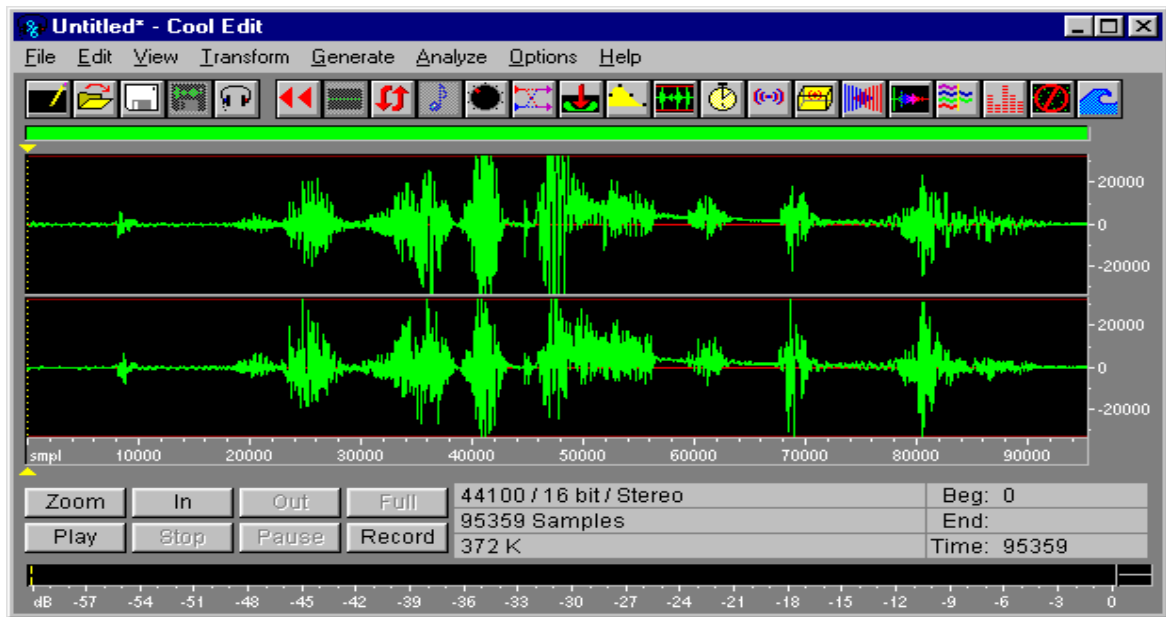 Untitled* - Cool Edit
File Edit View Transform Generate Analyze Options Help
20000
0
-20000
20000
0
-20000
smpl 10000 20000 30000 40000 50000 60000 70000 80000 90000
Zoom In Out Full 44100 / 16 bit / Stereo Beg: 0
95359 Samples End:
Play Stop Pause Record 372 K Time: 95359
dB -57 -54 -51 -48 -45 -42 -39 -36 -33 -30 -27 -24 -21 -18 -15 -12 -9 -6 -3 0